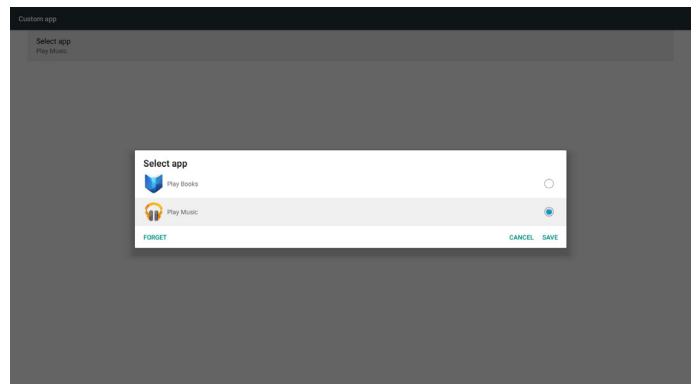 Custom app
Select app
Play Music
Select app
Play Books
Play Music
FORGET
CANCEL SAVE